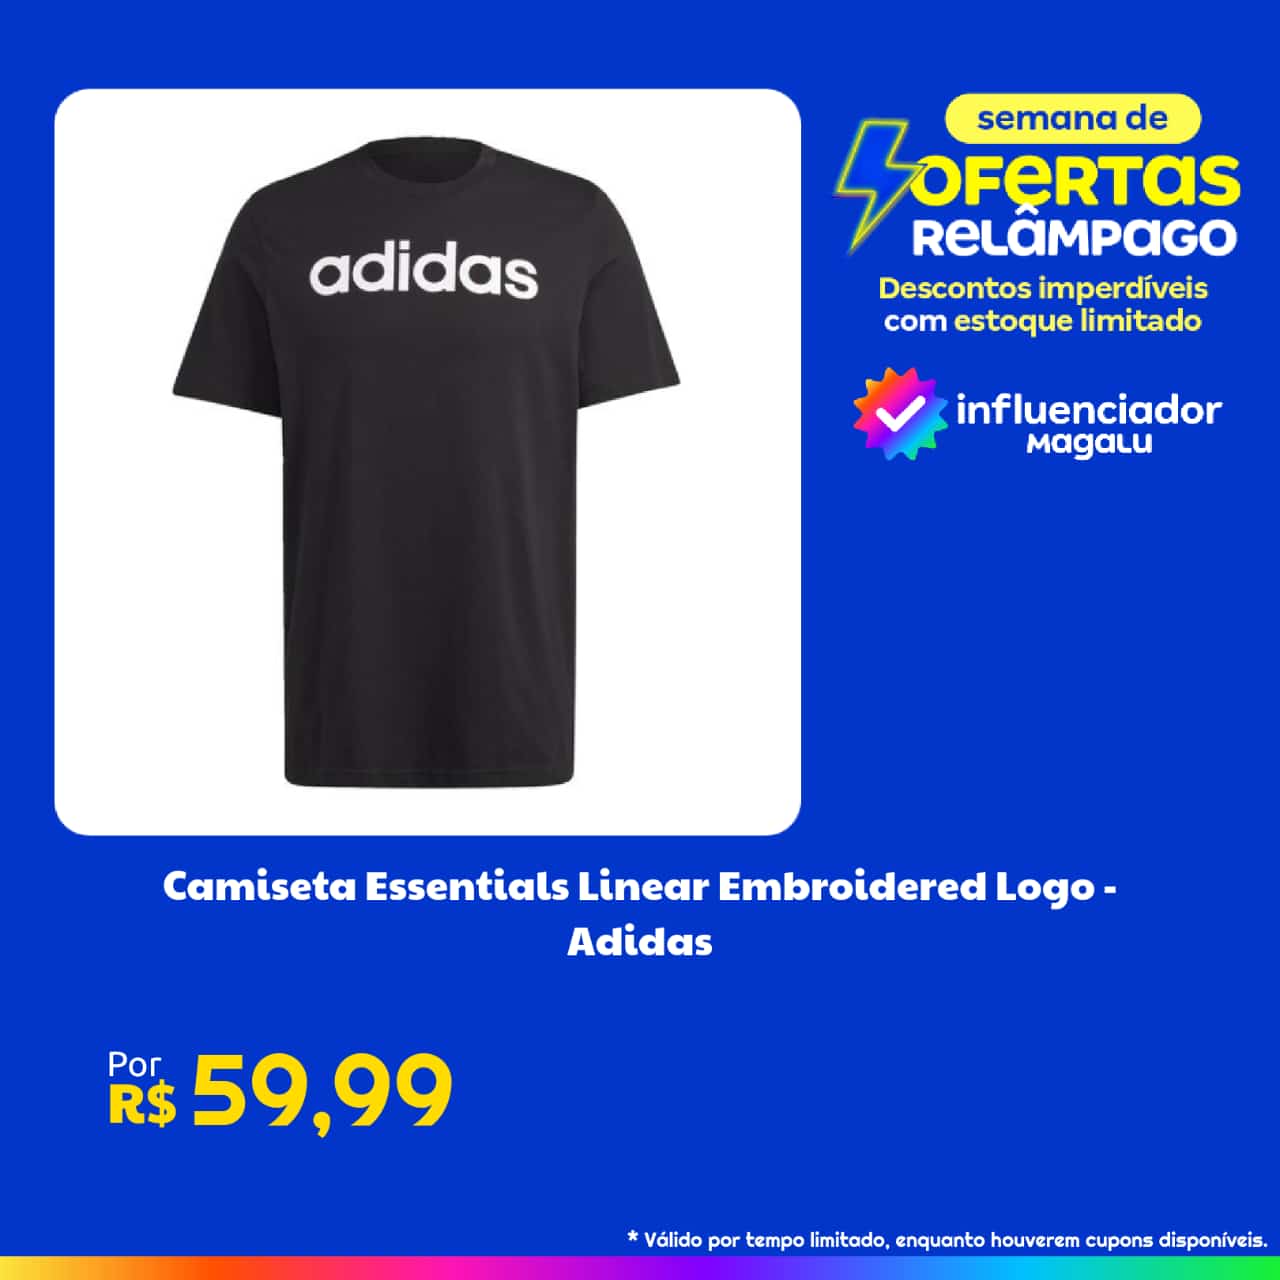 adidas
semana de
OFERTAS
RELÂMPAGO
Descontos imperdíveis
com estoque limitado
influenciador
MAGALU
Camiseta Essentials Linear Embroidered Logo -
Adidas
Por
R$ 59,99
* Válido por tempo limitado, enquanto houverem cupons disponíveis.